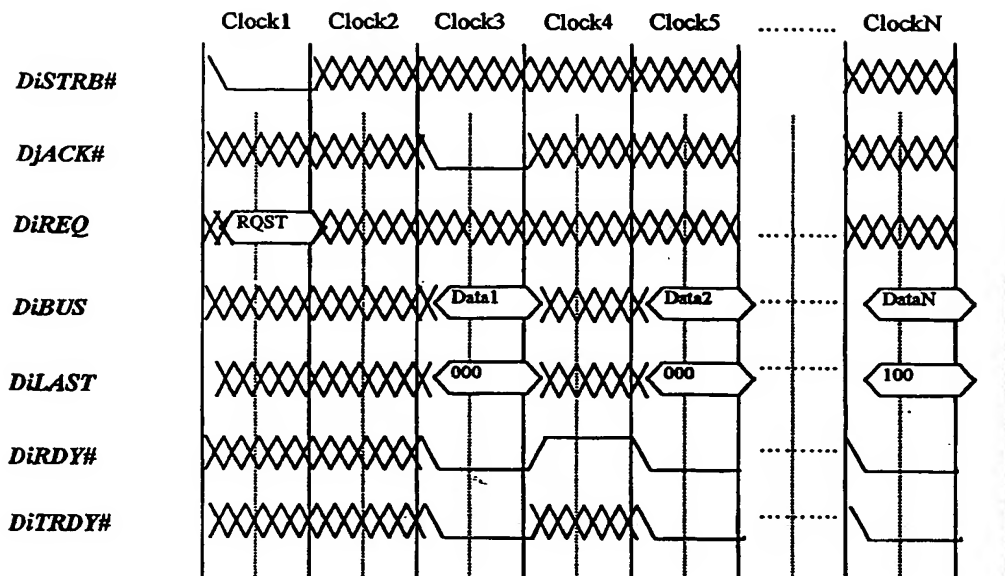 Clock1 Clock2 Clock3 Clock4 Clock5 .......... ClockN
DiSTRB#
DjACK#
DiREQ RQST
DiBUS Data1 Data2 DataN
DiLAST 000 000 100
DiRDY#
DiTRDY#